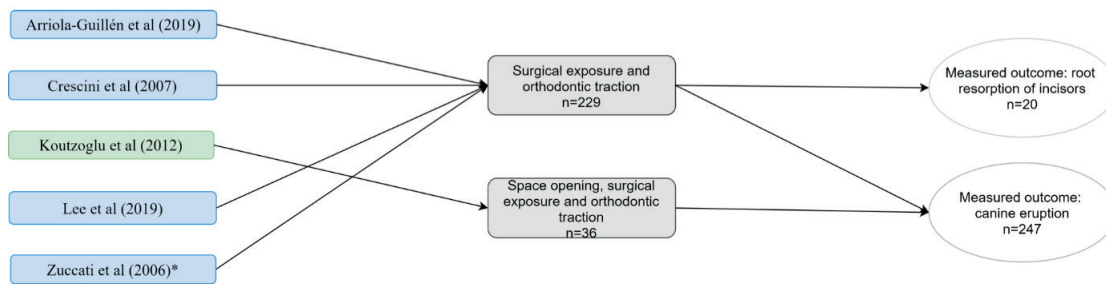 Arriola-Guillén et al (2019)
Crescini et al (2007)
Koutzoglu et al (2012)
Lee et al (2019)
Zuccati et al (2006)*
Surgical exposure and
orthodontic traction
n=229
Space opening, surgical
exposure and orthodontic
traction
n=36
Measured outcome: root
resorption of incisors
n=20
Measured outcome:
canine eruption
n=247